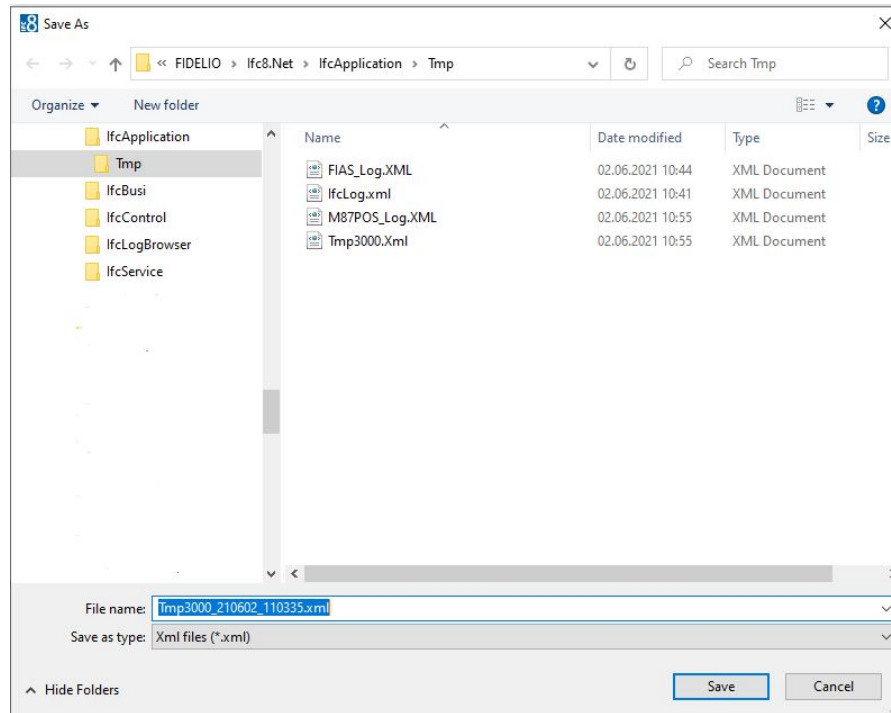 Save As
« FIDELIO > Ifc8.Net > IfcApplication > Tmp
Search Tmp
Organize
New folder
Name
Date modified
Type
Size
IfcApplication
Tmp
IfcBusi
IfcControl
IfcLogBrowser
IfcService
FIAS_Log.XML 02.06.2021 10:44 XML Document
IfcLog.xml 02.06.2021 10:41 XML Document
M87POS_Log.XML 02.06.2021 10:55 XML Document
Tmp3000.Xml 02.06.2021 10:55 XML Document
File name: Tmp3000_210602_110335.xml
Save as type: Xml files (*.xml)
Hide Folders
Save
Cancel